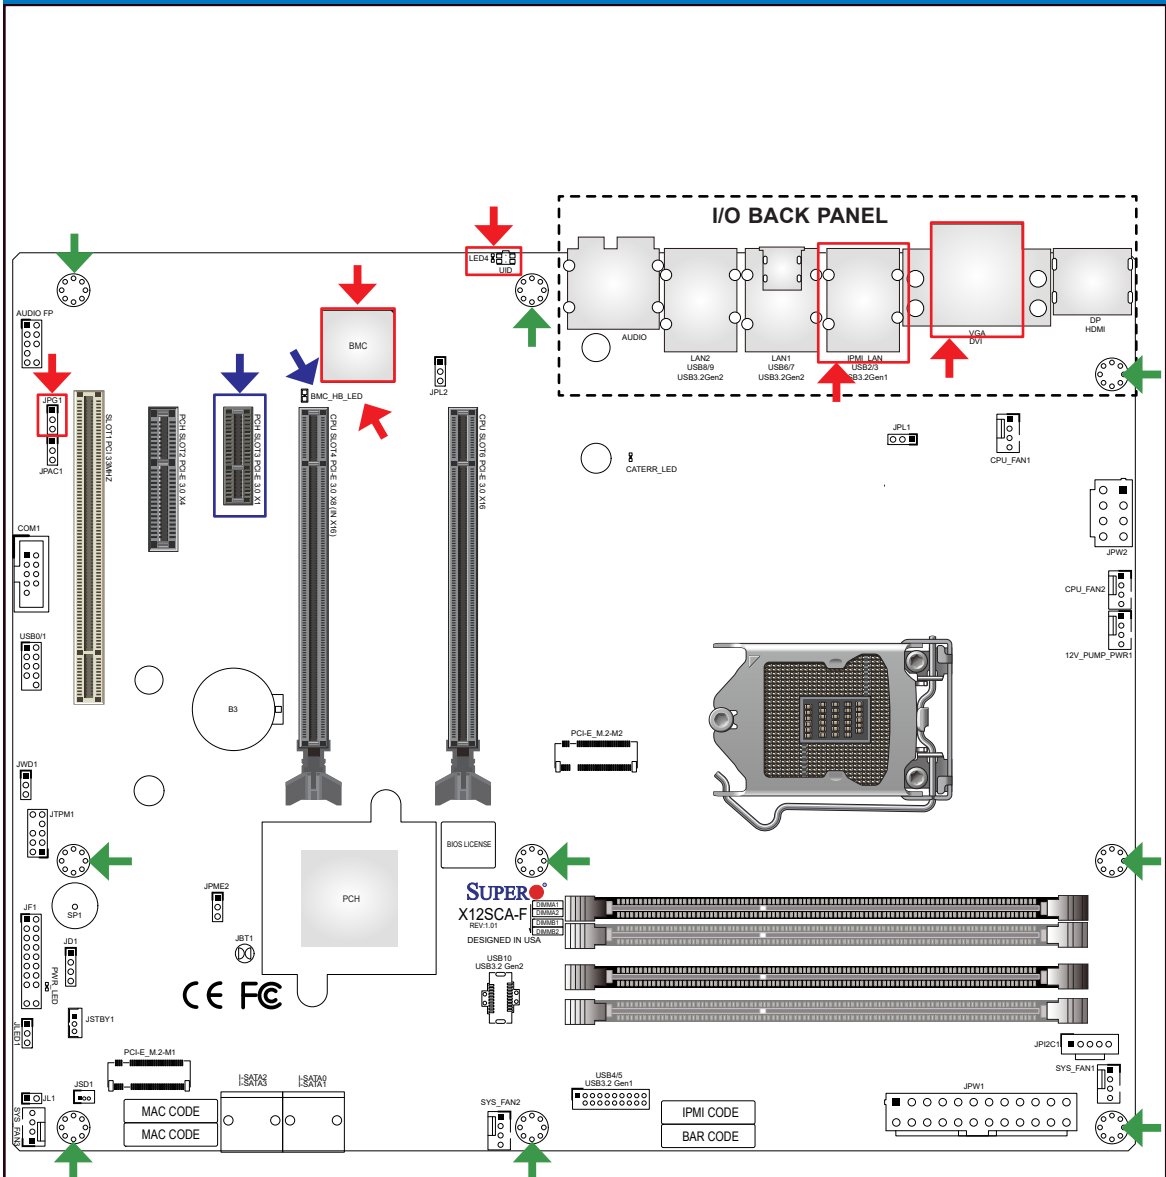 I/O BACK PANEL
LED4
UID
AUDIO
LAN2
USB8/9
USB3.2Gen2
LAN1
USB6/7
USB3.2Gen2
IPMI_LAN
USB2/3
USB3.2Gen1
VGA
DVI
DP
HDMI
AUDIO FP
BMC
BMC_HB_LED
JPL2
JPG1
JPAC1
SLOT1 PCI 33MHZ
PCH SLOT2 PCI-E 3.0 X4
PCH SLOT3 PCI-E 3.0 X1
CPU SLOT4 PCI-E 3.0 X8 (IN X16)
CPU SLOT6 PCI-E 3.0 X16
CATERR_LED
JPL1
CPU_FAN1
COM1
JPW2
CPU_FAN2
12V_PUMP_PWR1
USB0/1
B3
PCI-E_M.2-M2
JWD1
JTPM1
BIOS LICENSE
PCH
JPME2
SP1
JF1
JBT1
JD1
PWR_LED
SUPER
X12SCA-F
REV:1.01
DESIGNED IN USA
DIMMA1
DIMMA2
DIMMB1
DIMMB2
USB10
USB3.2 Gen2
CE FC
JSTBY1
JLED1
PCI-E_M.2-M1
JSD1
JL1
SYS_FAN3
MAC CODE
MAC CODE
I-SATA2
I-SATA3
I-SATA0
I-SATA1
SYS_FAN2
USB4/5
USB3.2 Gen1
IPMI CODE
BAR CODE
JPW1
JPI2C1
SYS_FAN1